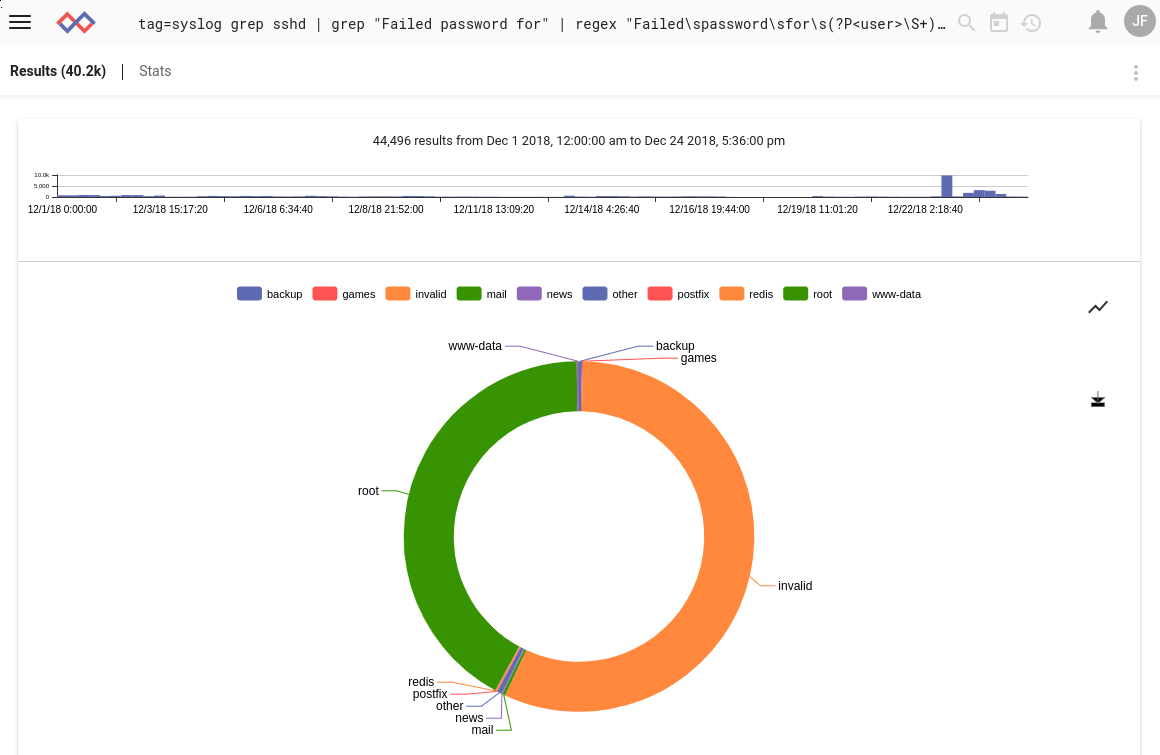 tag=syslog grep sshd | grep "Failed password for" | regex "Failed\spassword\sfor\s(?P<user>\S+)…
JF
Results (40.2k) | Stats
44,496 results from Dec 1 2018, 12:00:00 am to Dec 24 2018, 5:36:00 pm
10.0k
5,000
0
12/1/18 0:00:00 12/3/18 15:17:20 12/6/18 6:34:40 12/8/18 21:52:00 12/11/18 13:09:20 12/14/18 4:26:40 12/16/18 19:44:00 12/19/18 11:01:20 12/22/18 2:18:40
backup games invalid mail news other postfix redis root www-data
www-data backup
games
root
invalid
redis
postfix
other
news
mail